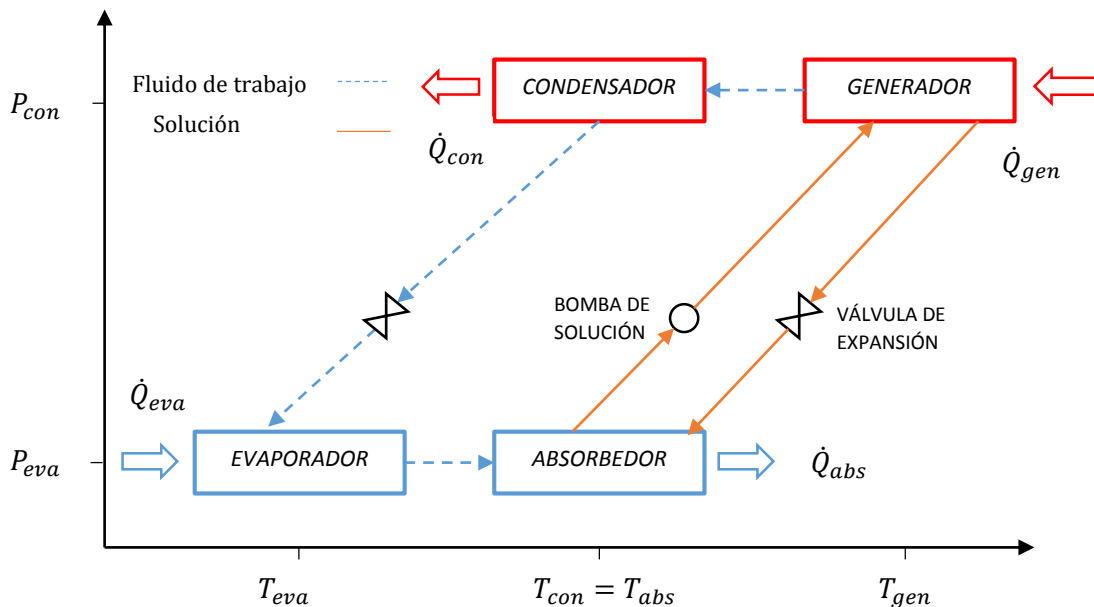 CONDENSADOR
GENERADOR
Fluido de trabajo
Solución
P_con
Q̇_con
Q̇_gen
BOMBA DE
SOLUCIÓN
VÁLVULA DE
EXPANSIÓN
Q̇_eva
P_eva
EVAPORADOR
ABSORBEDOR
Q̇_abs
T_eva
T_con = T_abs
T_gen